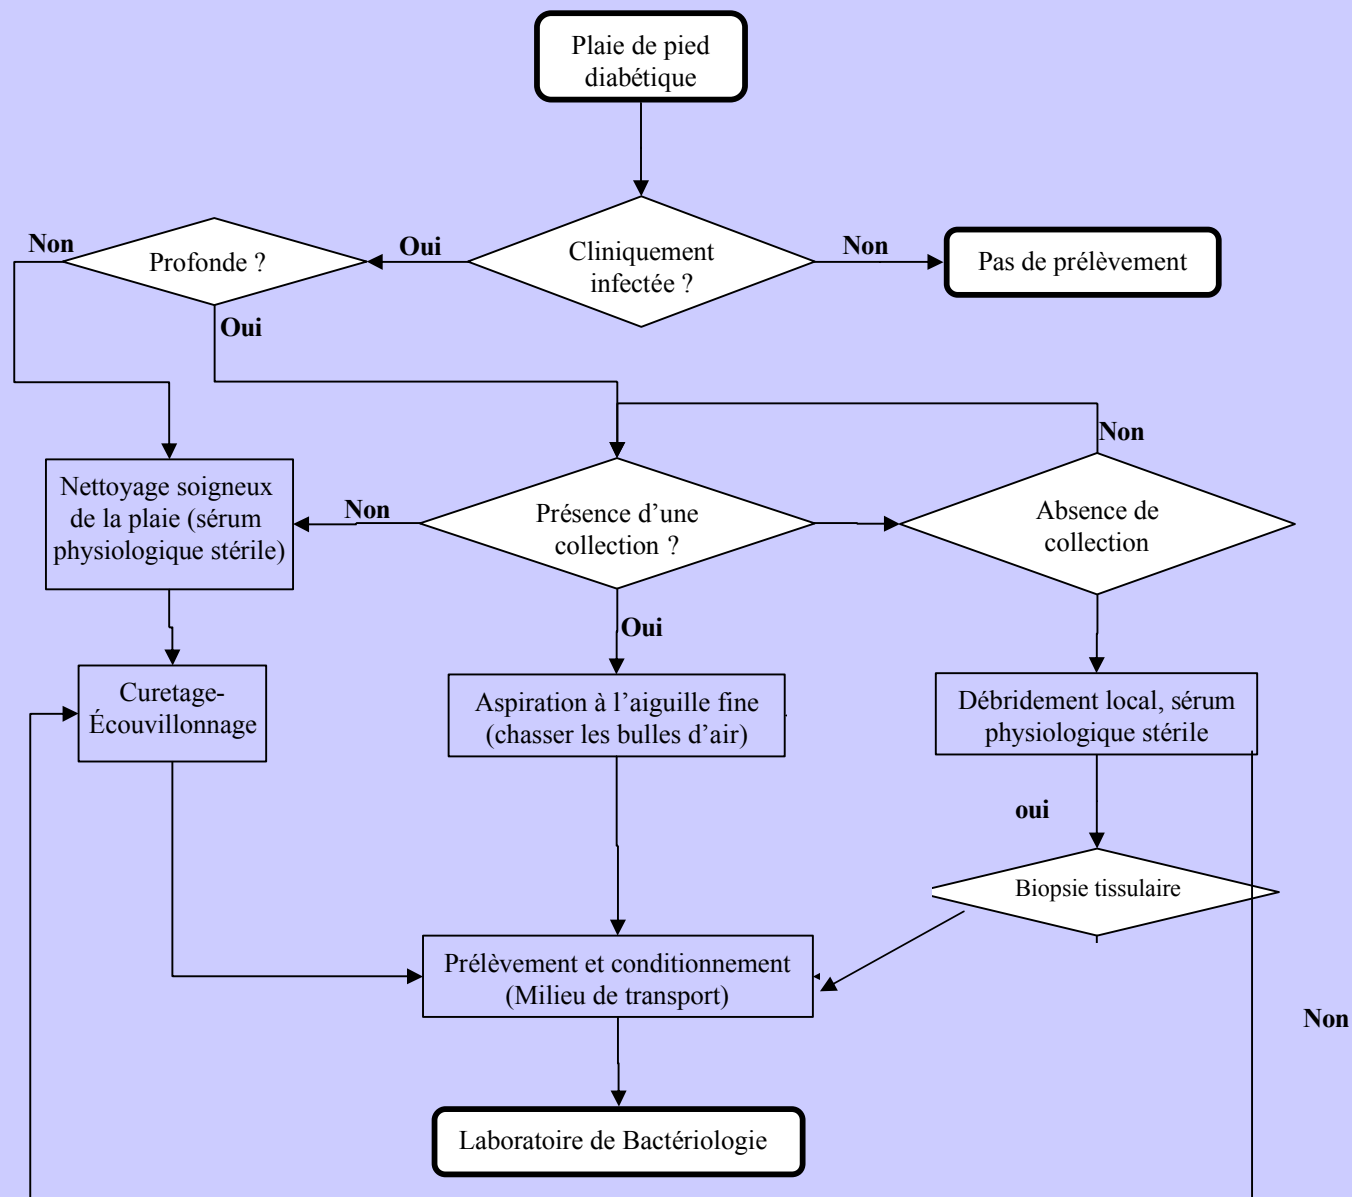 Plaie de pied
diabétique
Non
Profonde ?
Oui
Cliniquement
infectée ?
Non
Pas de prélèvement
Oui
Non
Nettoyage soigneux
de la plaie (sérum
physiologique stérile)
Non
Présence d’une
collection ?
Absence de
collection
Oui
Curetage-
Écouvillonnage
Aspiration à l’aiguille fine
(chasser les bulles d’air)
Débridement local, sérum
physiologique stérile
oui
Biopsie tissulaire
Prélèvement et conditionnement
(Milieu de transport)
Non
Laboratoire de Bactériologie